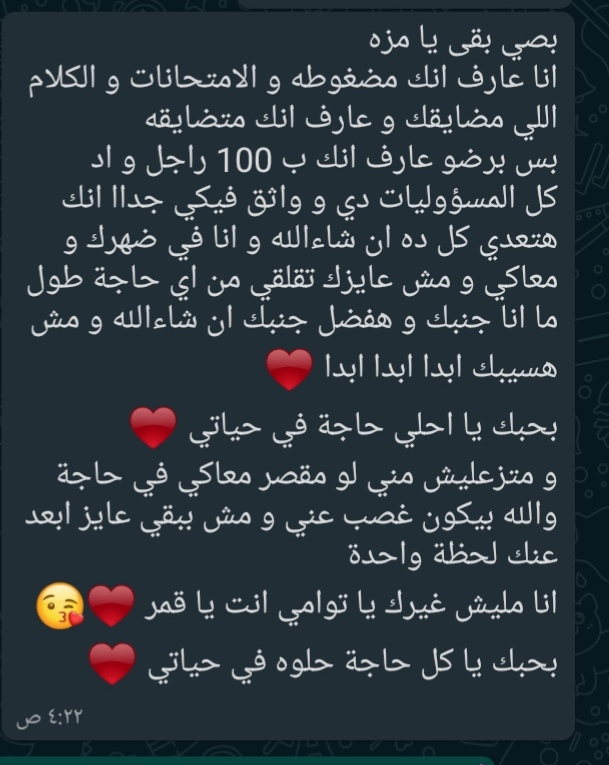 بصي بقى يا مزه
انا عارف انك مضغوطه و الامتحانات و الكلام
اللي مضايقك و عارف انك متضايقه
بس برضو عارف انك ب 100 راجل و اد
كل المسؤوليات دي و واثق فيكي جداا انك
هتعدي كل ده ان شاءالله و انا في ضهرك و
معاكي و مش عايزك تقلقي من اي حاجة طول
ما انا جنبك و هفضل جنبك ان شاءالله و مش
هسيبك ابدا ابدا ابدا ❤️
بحبك يا احلي حاجة في حياتي ❤️
و متزعليش مني لو مقصر معاكي في حاجة
والله بيكون غصب عني و مش ببقي عايز ابعد
عنك لحظة واحدة
انا مليش غيرك يا توامي انت يا قمر ❤️😘
بحبك يا كل حاجة حلوه في حياتي ❤️
٤:٢٢ ص